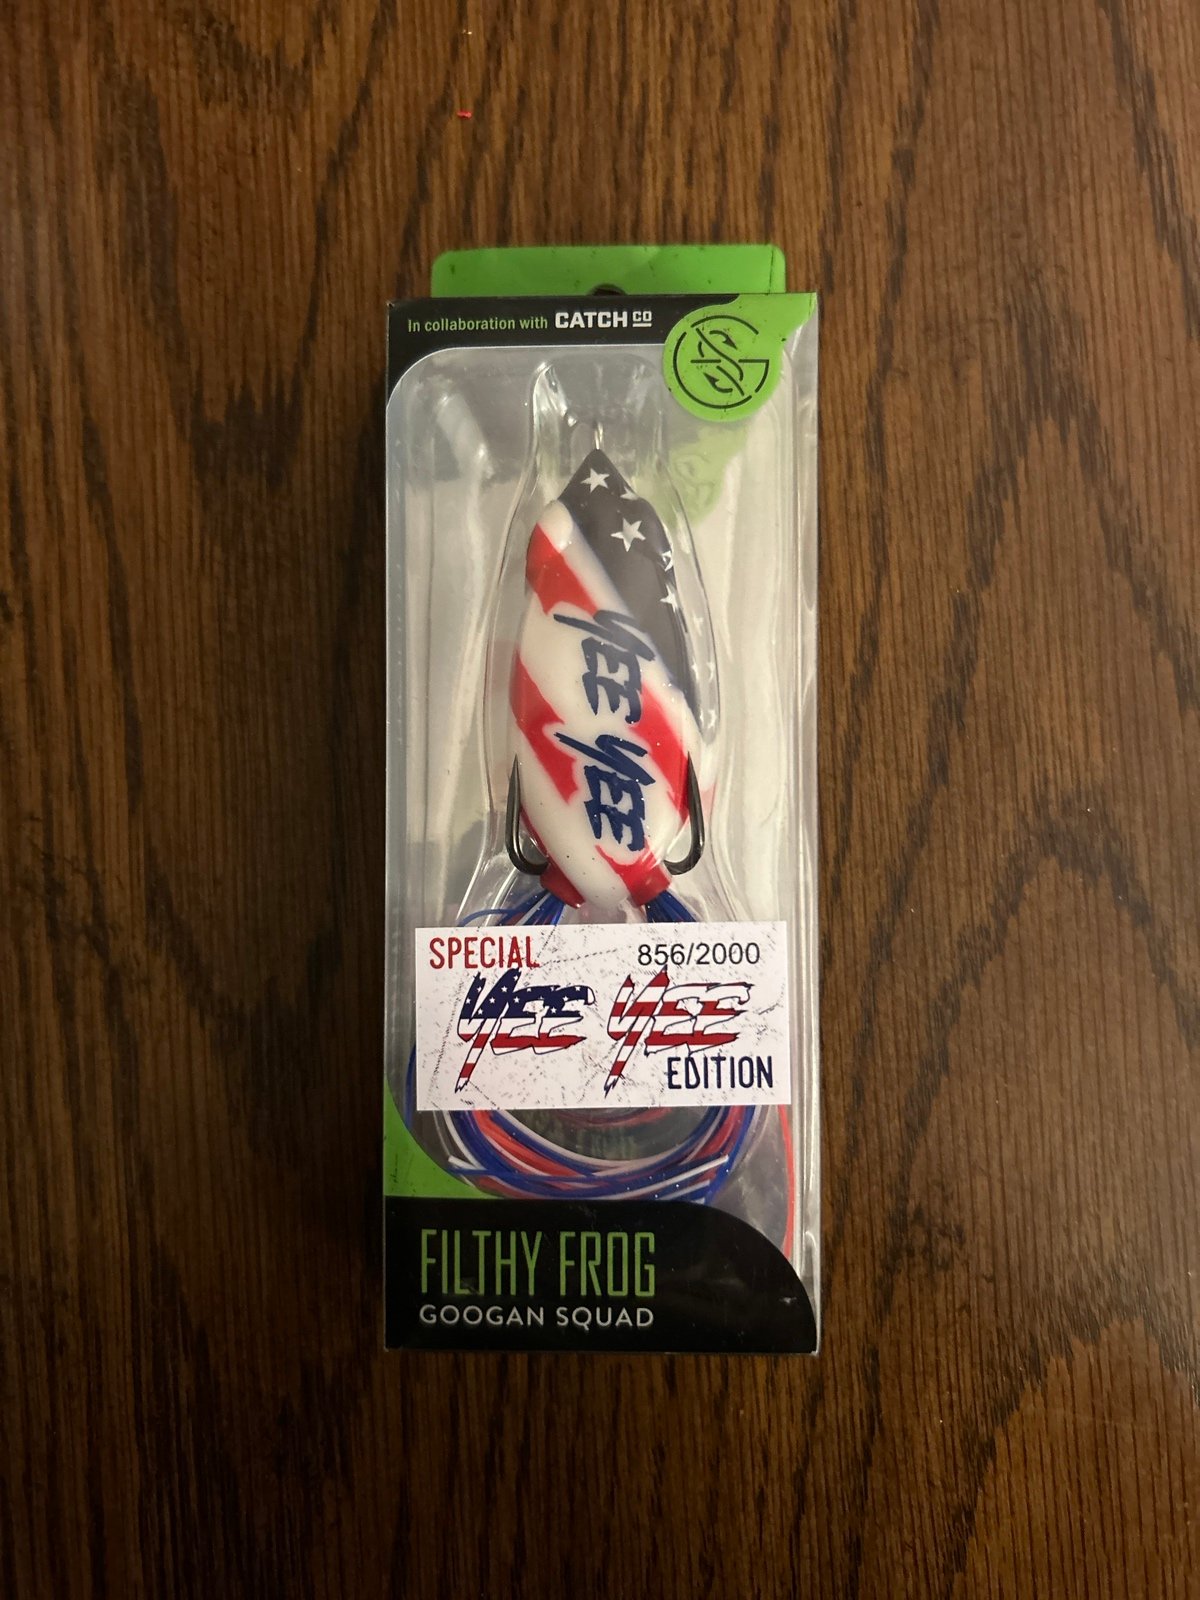 In collaboration with CATCH CO
YEE YEE
SPECIAL 856/2000
YEE YEE
EDITION
FILTHY FROG
GOOGAN SQUAD